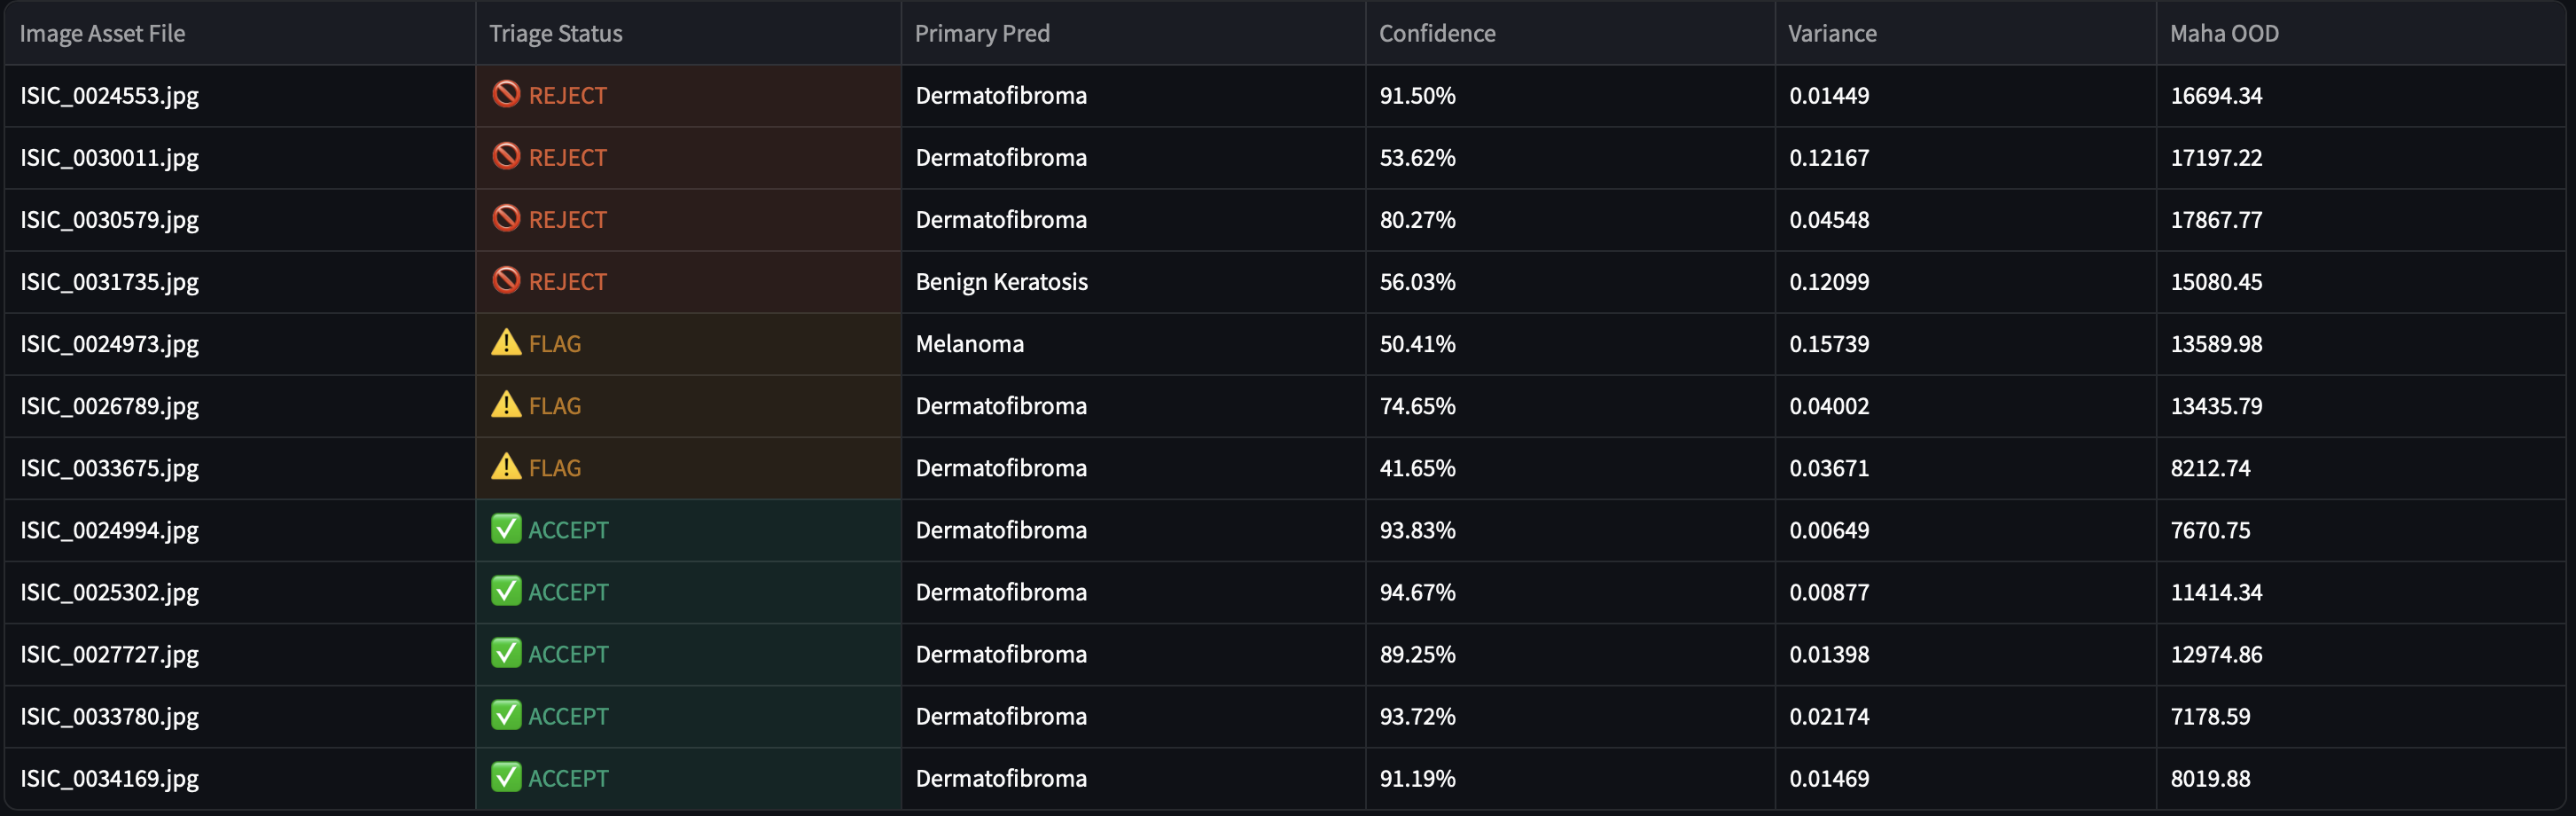 Image Asset File Triage Status Primary Pred Confidence Variance Maha OOD
ISIC_0024553.jpg 🚫 REJECT Dermatofibroma 91.50% 0.01449 16694.34
ISIC_0030011.jpg 🚫 REJECT Dermatofibroma 53.62% 0.12167 17197.22
ISIC_0030579.jpg 🚫 REJECT Dermatofibroma 80.27% 0.04548 17867.77
ISIC_0031735.jpg 🚫 REJECT Benign Keratosis 56.03% 0.12099 15080.45
ISIC_0024973.jpg ⚠️ FLAG Melanoma 50.41% 0.15739 13589.98
ISIC_0026789.jpg ⚠️ FLAG Dermatofibroma 74.65% 0.04002 13435.79
ISIC_0033675.jpg ⚠️ FLAG Dermatofibroma 41.65% 0.03671 8212.74
ISIC_0024994.jpg ✅ ACCEPT Dermatofibroma 93.83% 0.00649 7670.75
ISIC_0025302.jpg ✅ ACCEPT Dermatofibroma 94.67% 0.00877 11414.34
ISIC_0027727.jpg ✅ ACCEPT Dermatofibroma 89.25% 0.01398 12974.86
ISIC_0033780.jpg ✅ ACCEPT Dermatofibroma 93.72% 0.02174 7178.59
ISIC_0034169.jpg ✅ ACCEPT Dermatofibroma 91.19% 0.01469 8019.88